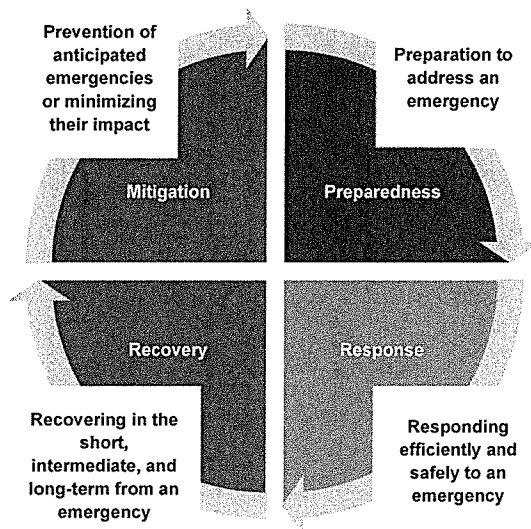 Prevention of
anticipated
emergencies
or minimizing
their impact
Preparation to
address an
emergency
Mitigation
Preparedness
Recovery
Response
Recovering in the
short,
intermediate, and
long-term from an
emergency
Responding
efficiently and
safely to an
emergency